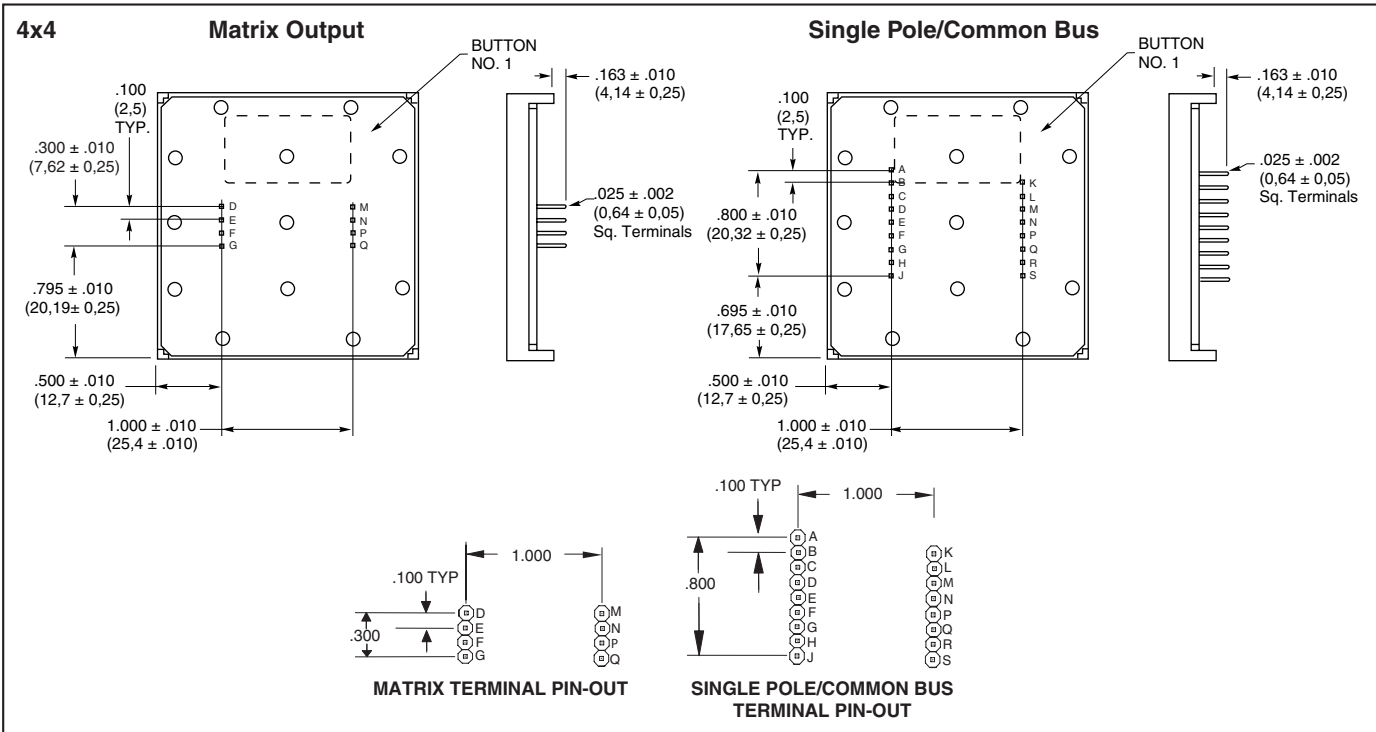 4x4
Matrix Output
BUTTON
NO. 1
.100
(2,5)
TYP.
.300 ± .010
(7,62 ± 0,25)
.163 ± .010
(4,14 ± 0,25)
.025 ± .002
(0,64 ± 0,05)
Sq. Terminals
D
E
F
G
M
N
P
Q
.795 ± .010
(20,19± 0,25)
.500 ± .010
(12,7 ± 0,25)
1.000 ± .010
(25,4 ± .010)
Single Pole/Common Bus
BUTTON
NO. 1
.100
(2,5)
TYP.
.163 ± .010
(4,14 ± 0,25)
.025 ± .002
(0,64 ± 0,05)
Sq. Terminals
A
B
C
D
E
F
G
H
J
K
L
M
N
P
Q
R
S
.800 ± .010
(20,32 ± 0,25)
.695 ± .010
(17,65 ± 0,25)
.500 ± .010
(12,7 ± 0,25)
1.000 ± .010
(25,4 ± .010)
1.000
.100 TYP
.300
D
E
F
G
M
N
P
Q
MATRIX TERMINAL PIN-OUT
.100 TYP
1.000
.800
A
B
C
D
E
F
G
H
J
K
L
M
N
P
Q
R
S
SINGLE POLE/COMMON BUS
TERMINAL PIN-OUT